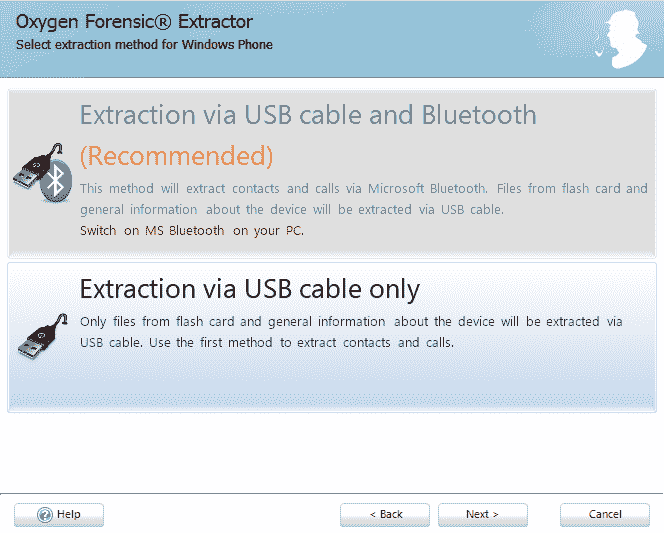 Oxygen Forensic® Extractor
Select extraction method for Windows Phone
Extraction via USB cable and Bluetooth
(Recommended)
This method will extract contacts and calls via Microsoft Bluetooth. Files from flash card and
general information about the device will be extracted via USB cable.
Switch on MS Bluetooth on your PC.
Extraction via USB cable only
Only files from flash card and general information about the device will be extracted via
USB cable. Use the first method to extract contacts and calls.
Help
< Back
Next >
Cancel